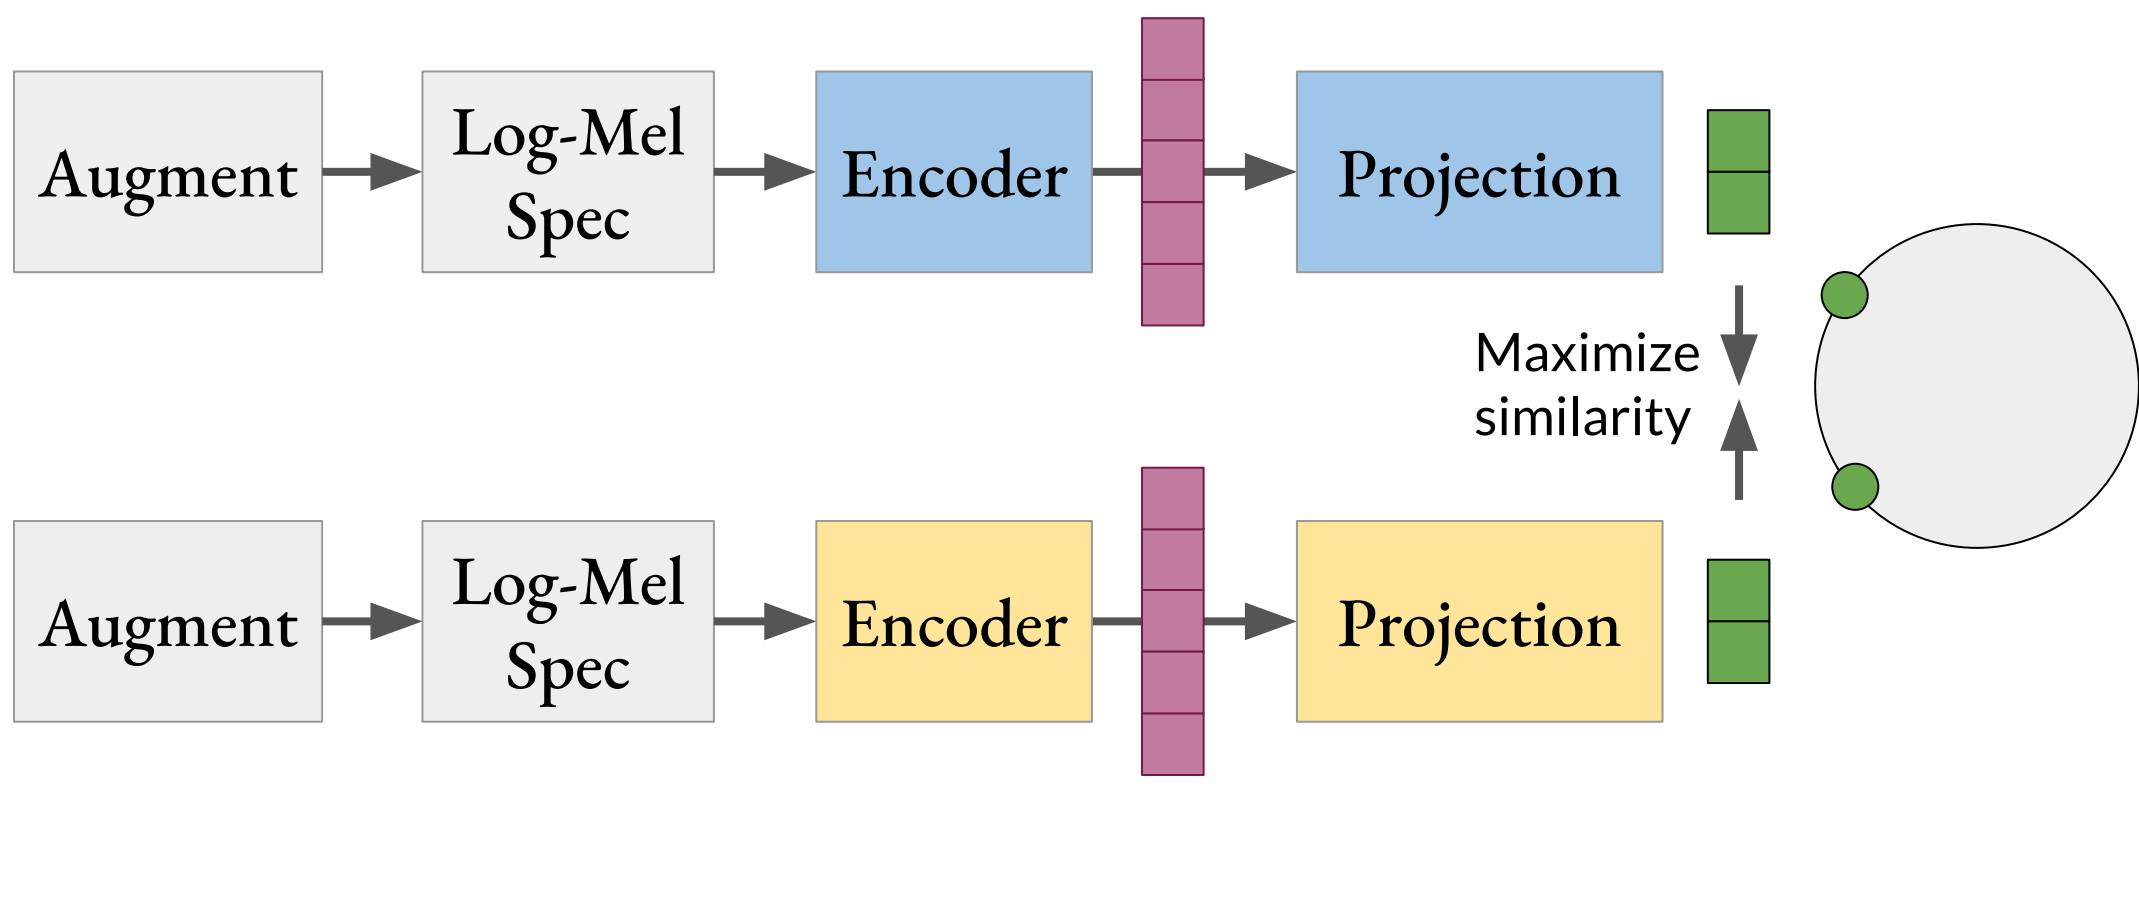 Augment
Log-Mel
Spec
Encoder
Projection
Maximize
similarity
Augment
Log-Mel
Spec
Encoder
Projection